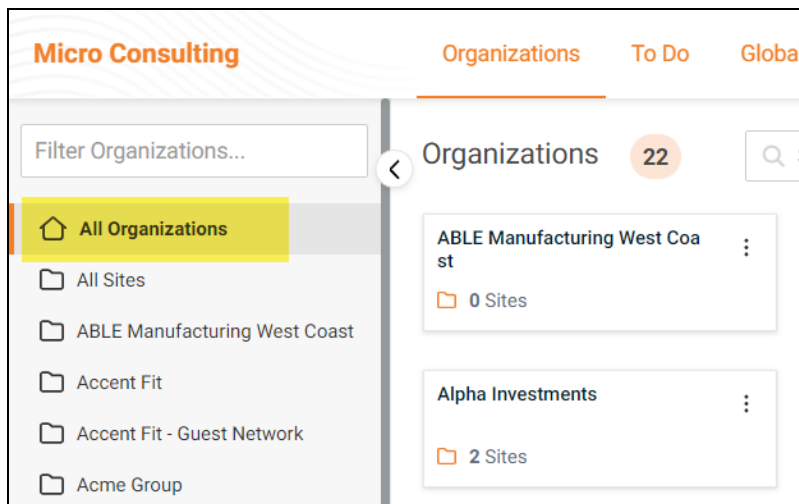 Micro Consulting
Organizations
To Do
Globa
Filter Organizations...
Organizations
22
All Organizations
All Sites
ABLE Manufacturing West Coast
Accent Fit
Accent Fit - Guest Network
Acme Group
ABLE Manufacturing West Coa
st
0 Sites
Alpha Investments
2 Sites